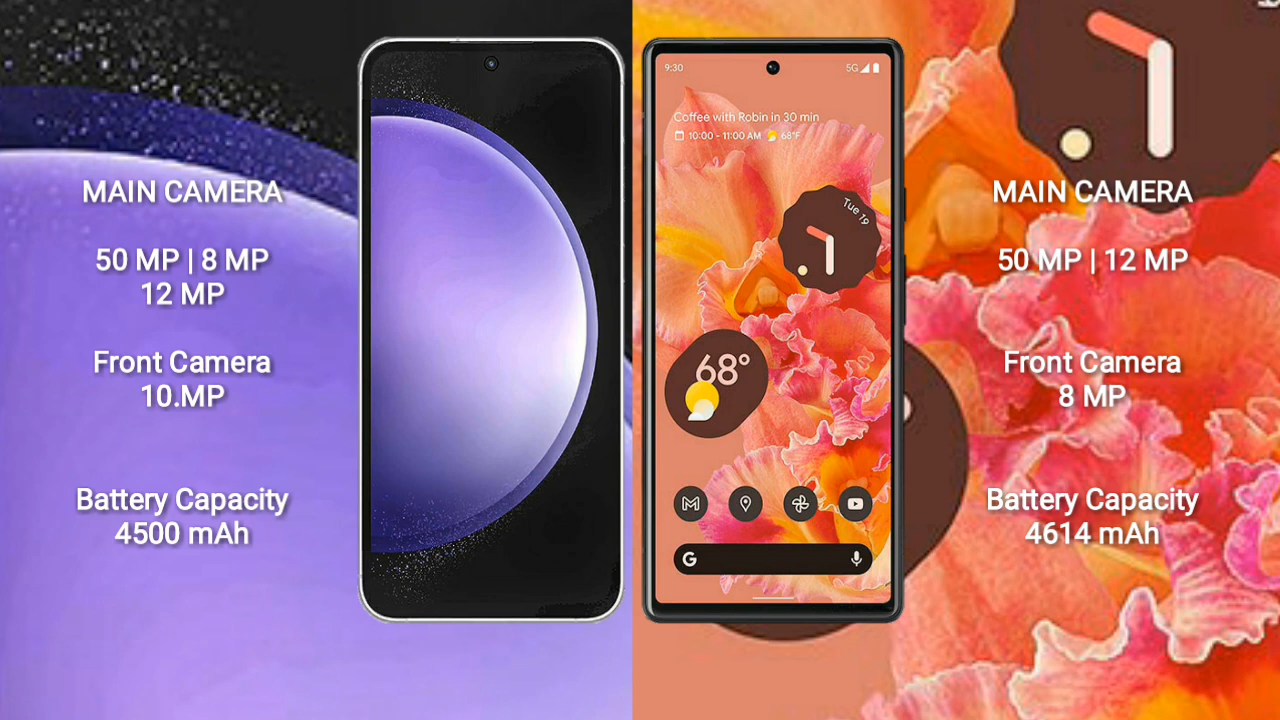 MAIN CAMERA
50 MP | 8 MP
12 MP
Front Camera
10.MP
Battery Capacity
4500 mAh
9:30
5G
Coffee with Robin in 30 min
10:00 - 11:00 AM 68°F
Tue 19
68°
G
MAIN CAMERA
50 MP | 12 MP
Front Camera
8 MP
Battery Capacity
4614 mAh